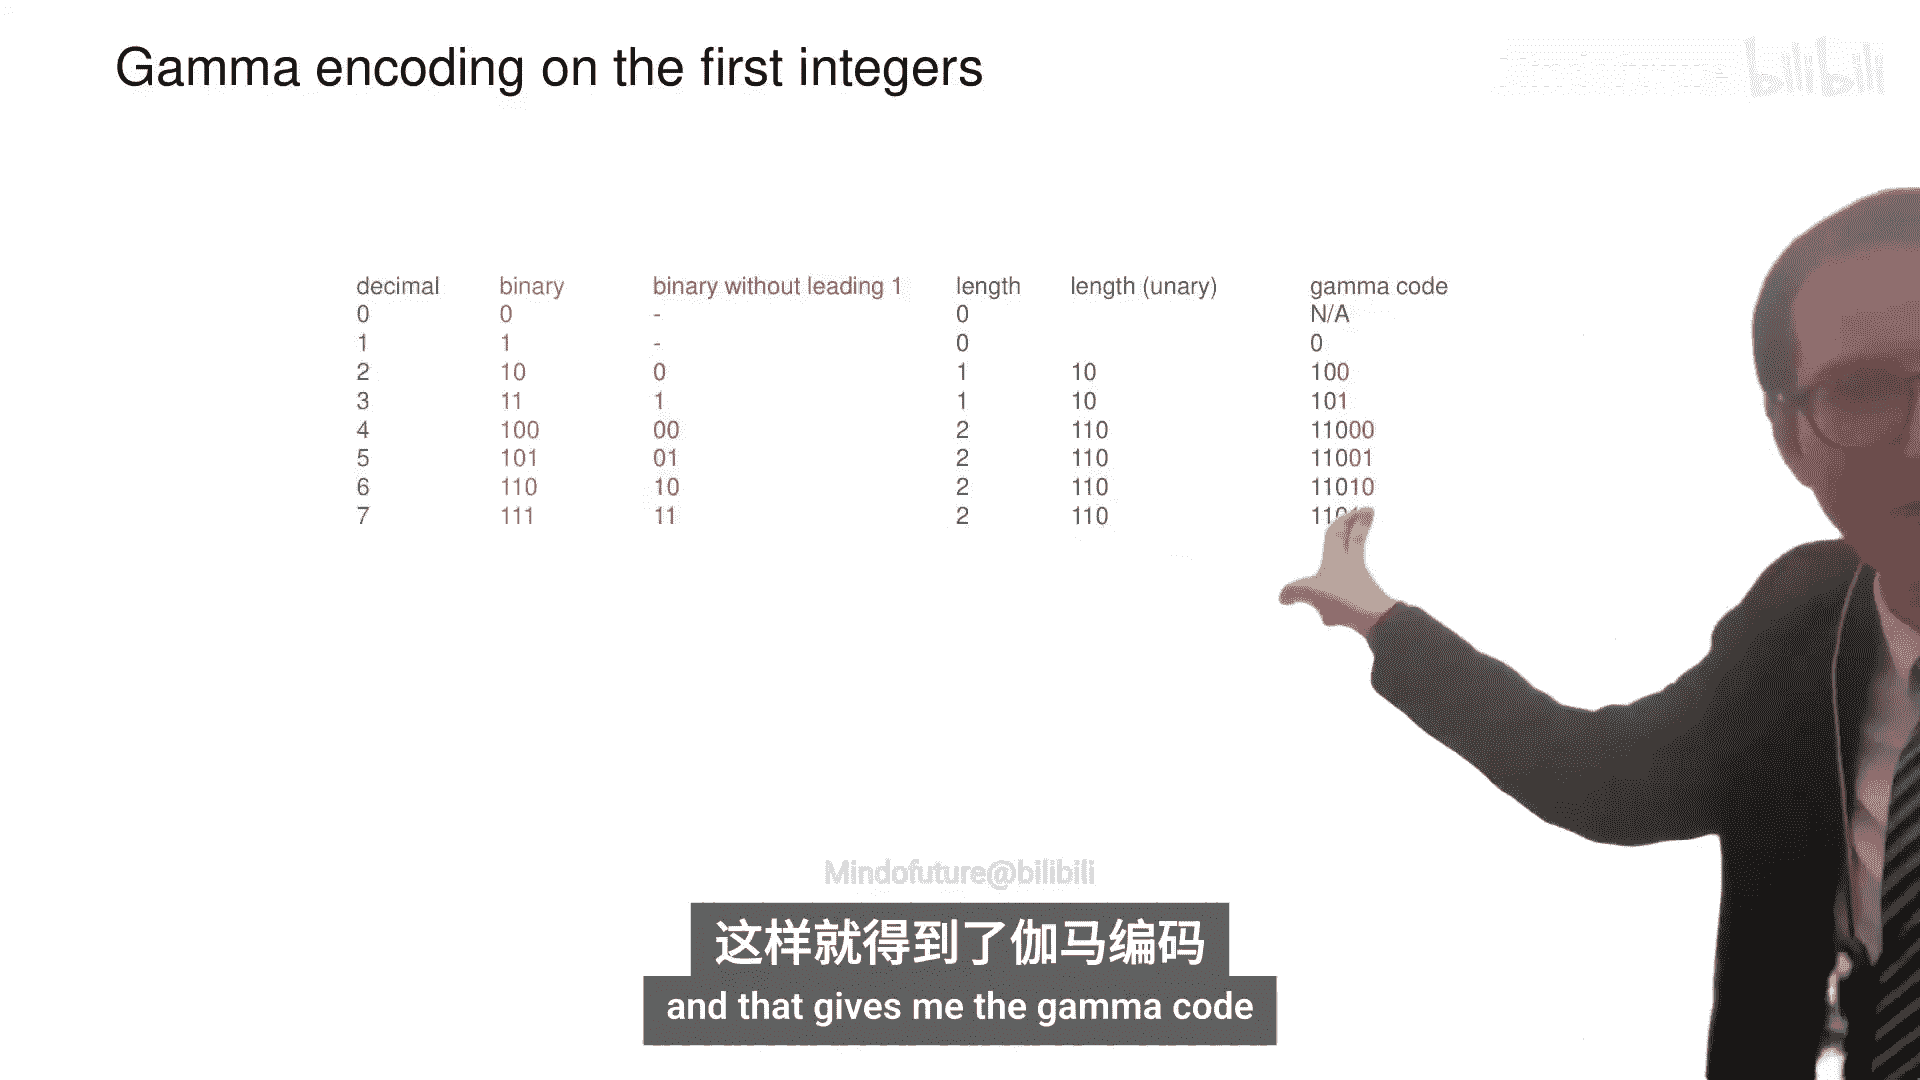 Gamma encoding on the first integers
bilibili
decimal binary binary without leading 1 length length (unary) gamma code
0 0 - 0 N/A
1 1 - 0 0
2 10 0 1 10 100
3 11 1 1 10 101
4 100 00 2 110 11000
5 101 01 2 110 11001
6 110 10 2 110 11010
7 111 11 2 110
Mindofuture@bilibili
这样就得到了伽马编码
and that gives me the gamma code